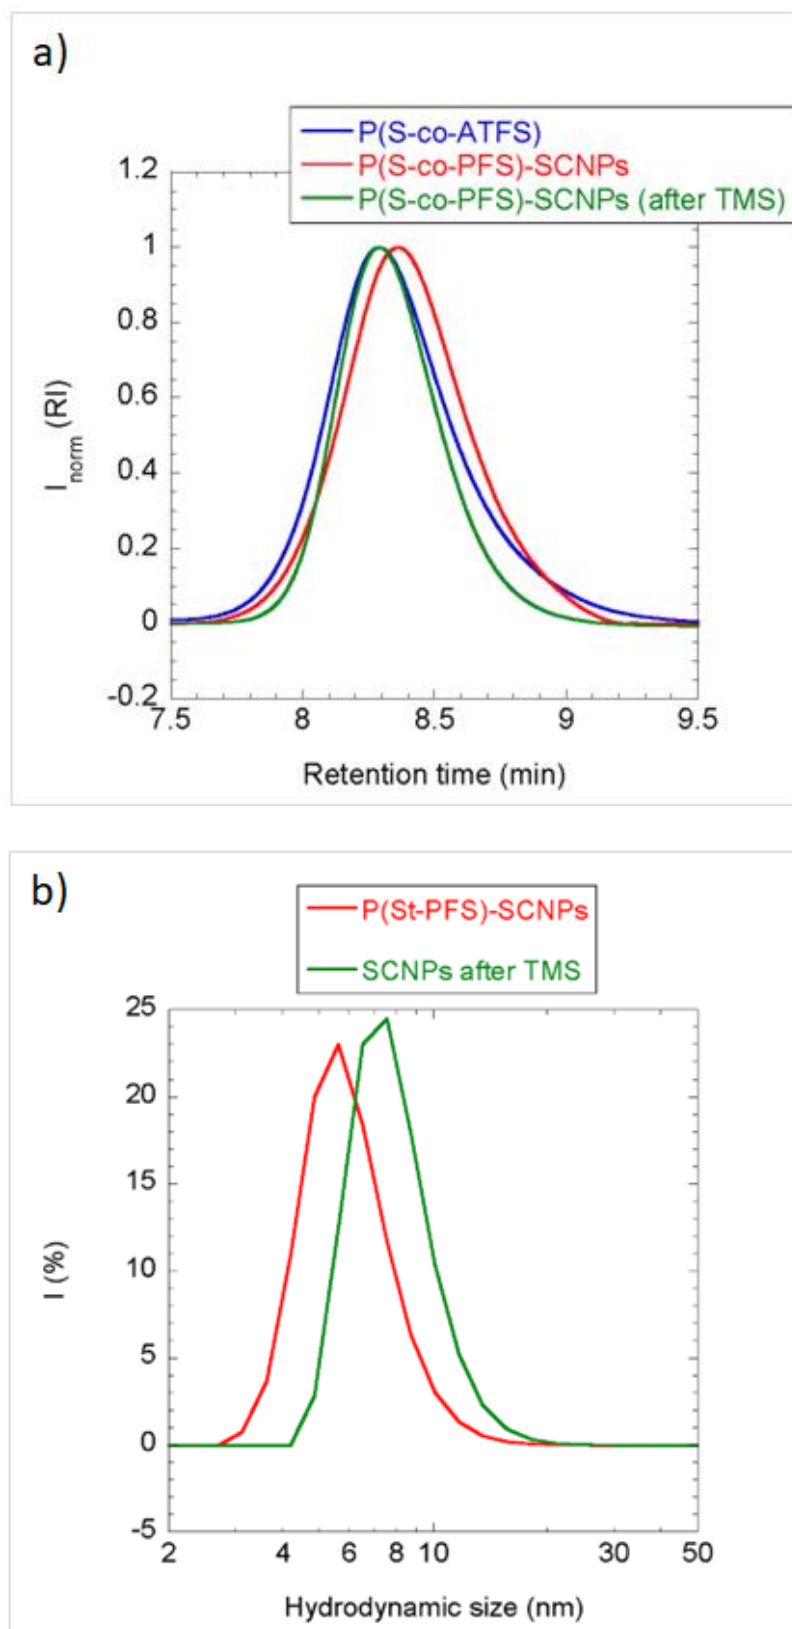 a)
P(S-co-ATFS)
P(S-co-PFS)-SCNPs
P(S-co-PFS)-SCNPs (after TMS)
1.2
1
0.8
0.6
0.4
0.2
0
-0.2
I_norm (RI)
7.5 8 8.5 9 9.5
Retention time (min)
b)
P(St-PFS)-SCNPs
SCNPs after TMS
25
20
15
10
5
0
-5
I (%)
2 4 6 8 10 30 50
Hydrodynamic size (nm)